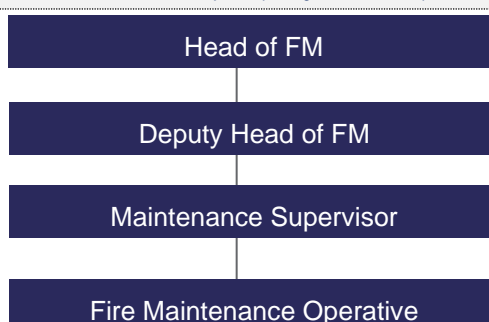 Head of FM
Deputy Head of FM
Maintenance Supervisor
Fire Maintenance Operative